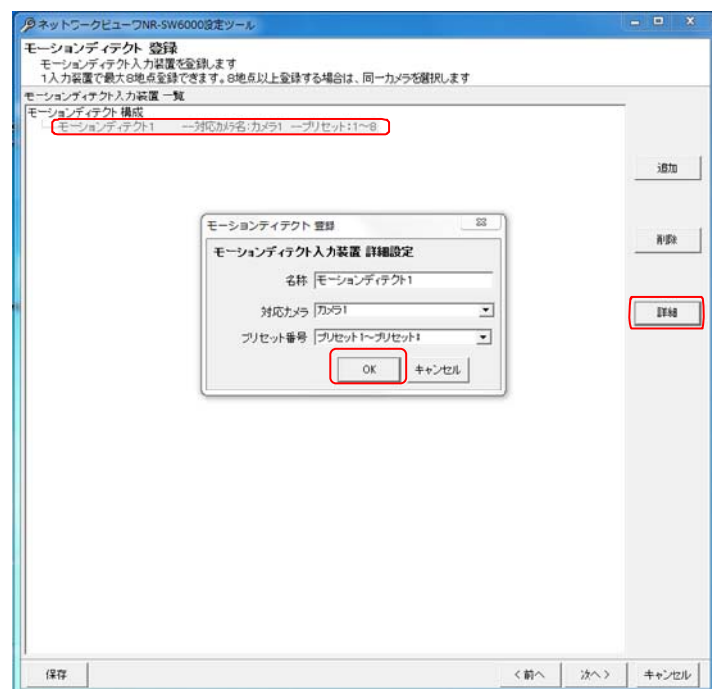 ネットワークビューワNR-SW6000設定ツール
モーションディテクト 登録
モーションディテクト入力装置を登録します
1入力装置で最大8地点登録できます。8地点以上登録する場合は、同一カメラを選択します
モーションディテクト入力装置 一覧
モーションディテクト 構成
モーションディテクト1 --対応カメラ名:カメラ1 --プリセット:1～8
追加
モーションディテクト 登録
削除
モーションディテクト入力装置 詳細設定
名称 モーションディテクト1
対応カメラ カメラ1
詳細
プリセット番号 プリセット1～プリセット
OK キャンセル
保存 <前へ 次へ> キャンセル